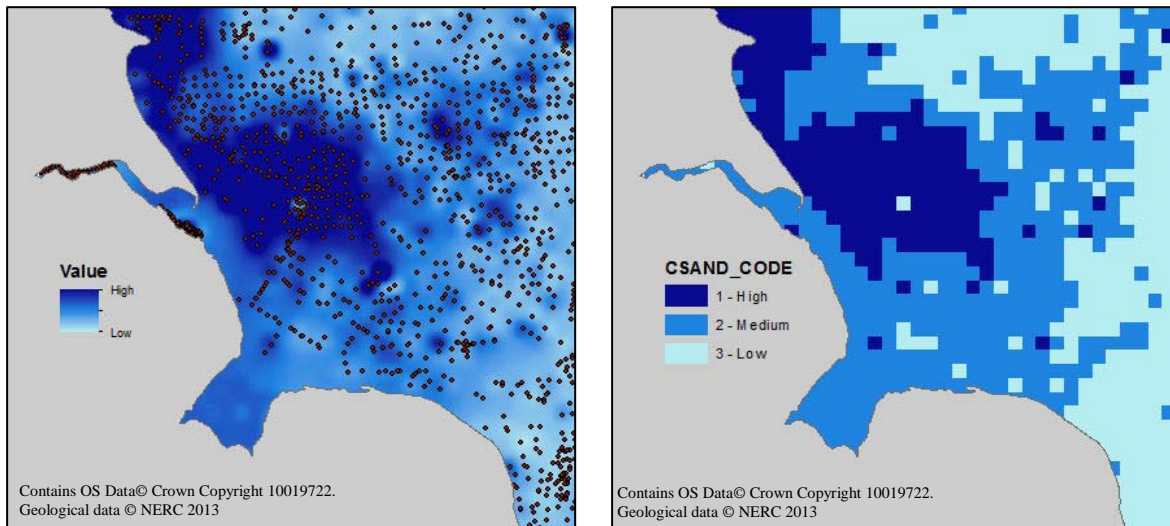 Value
High
Low
Contains OS Data© Crown Copyright 10019722.
Geological data © NERC 2013
CSAND_CODE
1 - High
2 - Medium
3 - Low
Contains OS Data© Crown Copyright 10019722.
Geological data © NERC 2013